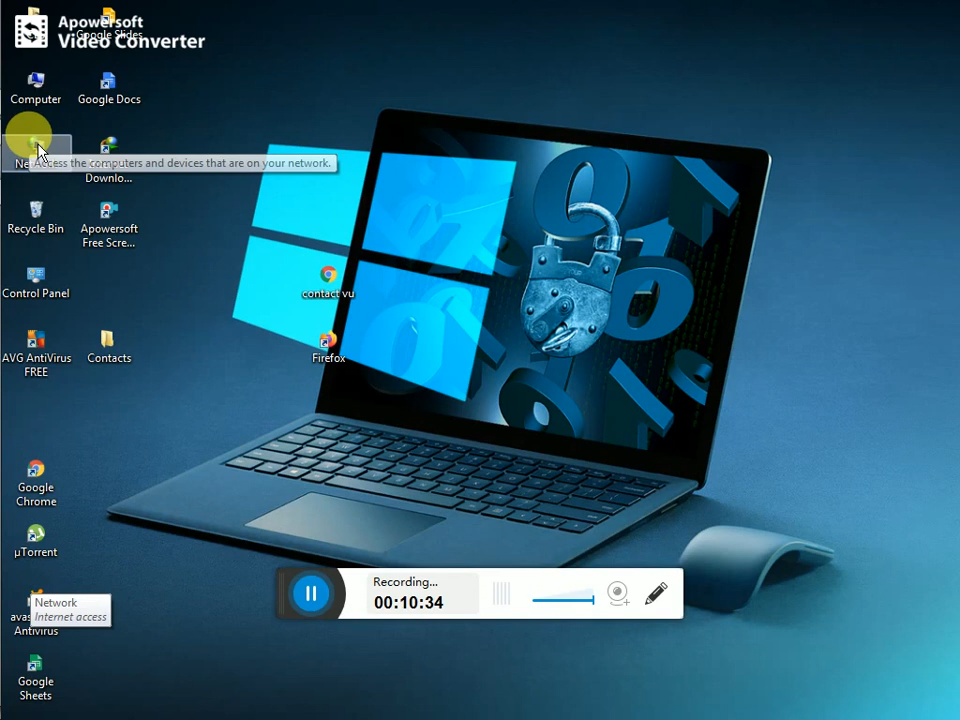 Apowersoft
Video Converter
Google Slides
Computer
Google Docs
Access the computers and devices that are on your network.
Downlo...
Recycle Bin
Apowersoft
Free Scre...
Control Panel
contact vu
AVG AntiVirus
FREE
Contacts
Firefox
Google
Chrome
µTorrent
Recording...
00:10:34
Network
Internet access
Antivirus
Google
Sheets